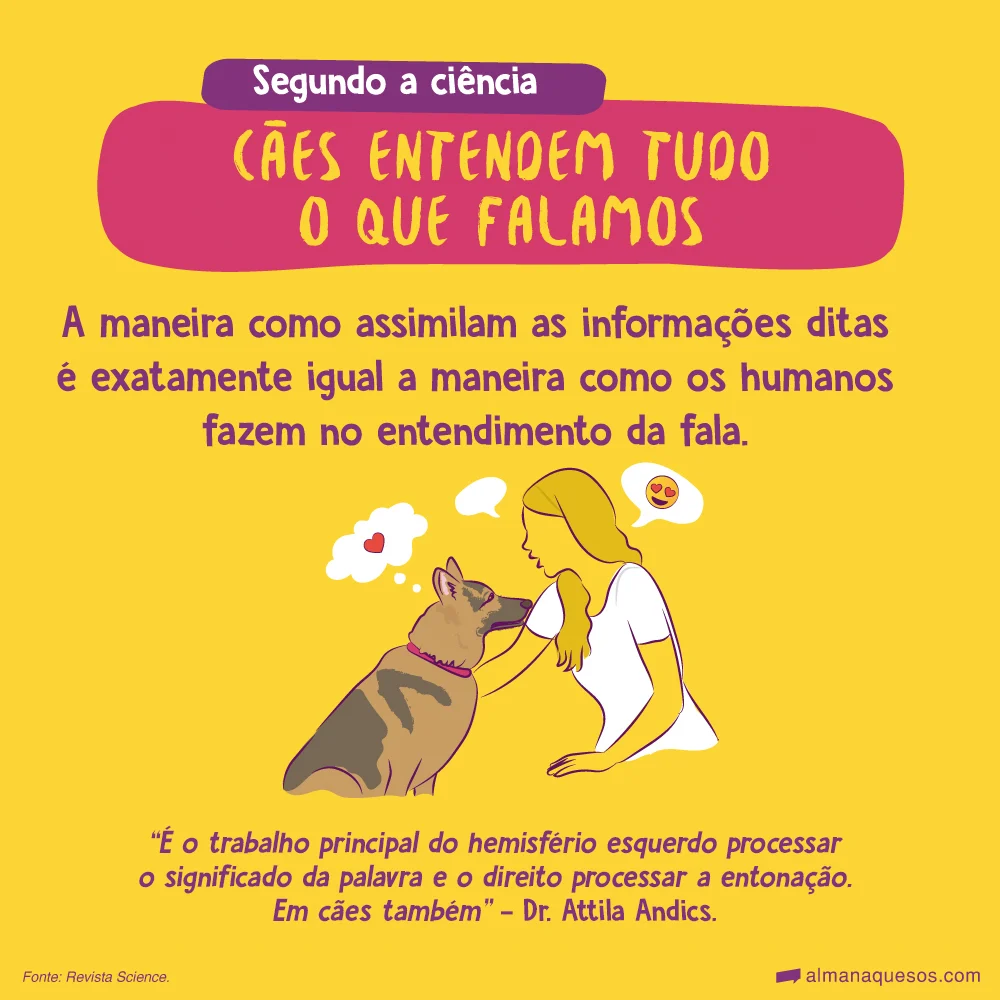 Segundo a ciência
CÃES ENTENDEM TUDO
O QUE FALAMOS
A maneira como assimilam as informações ditas
é exatamente igual a maneira como os humanos
fazem no entendimento da fala.
“É o trabalho principal do hemisfério esquerdo processar
o significado da palavra e o direito processar a entonação.
Em cães também” – Dr. Attila Andics.
Fonte: Revista Science.
almanaquesos.com